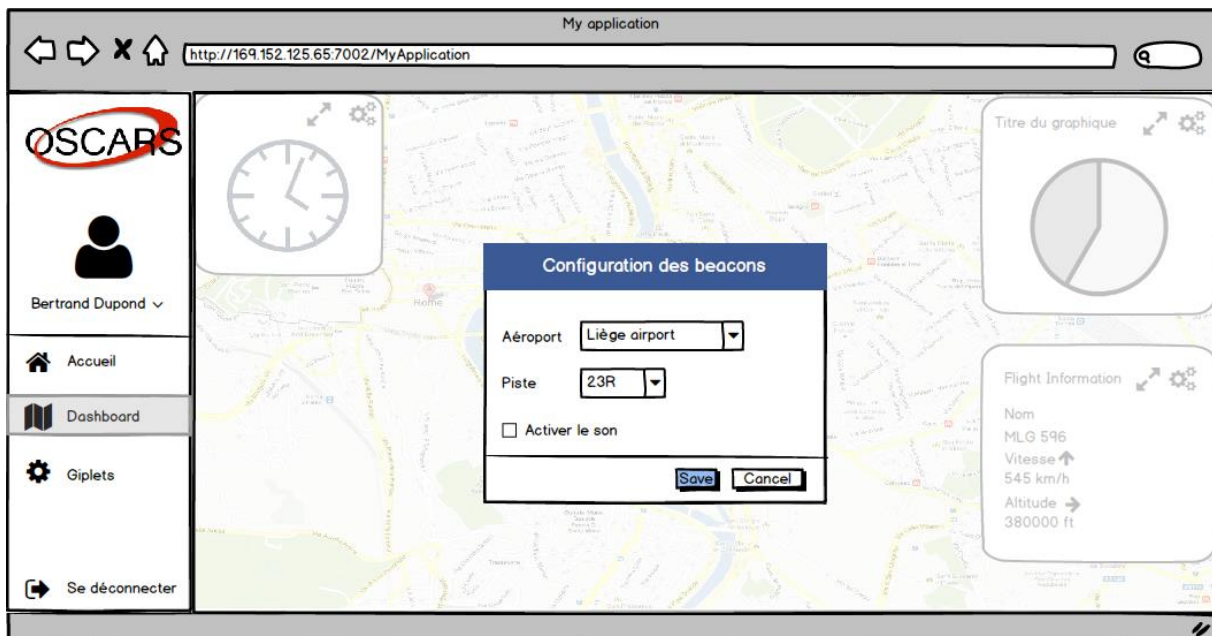 My application
http://169.152.125.65:7002/MyApplication
OSCARS
Bertrand Dupond
Accueil
Dashboard
Giplets
Se déconnecter
Titre du graphique
Rome
Configuration des beacons
Aéroport Liège airport
Piste 23R
Activer le son
Save Cancel
Flight Information
Nom
MLG 596
Vitesse
545 km/h
Altitude
380000 ft